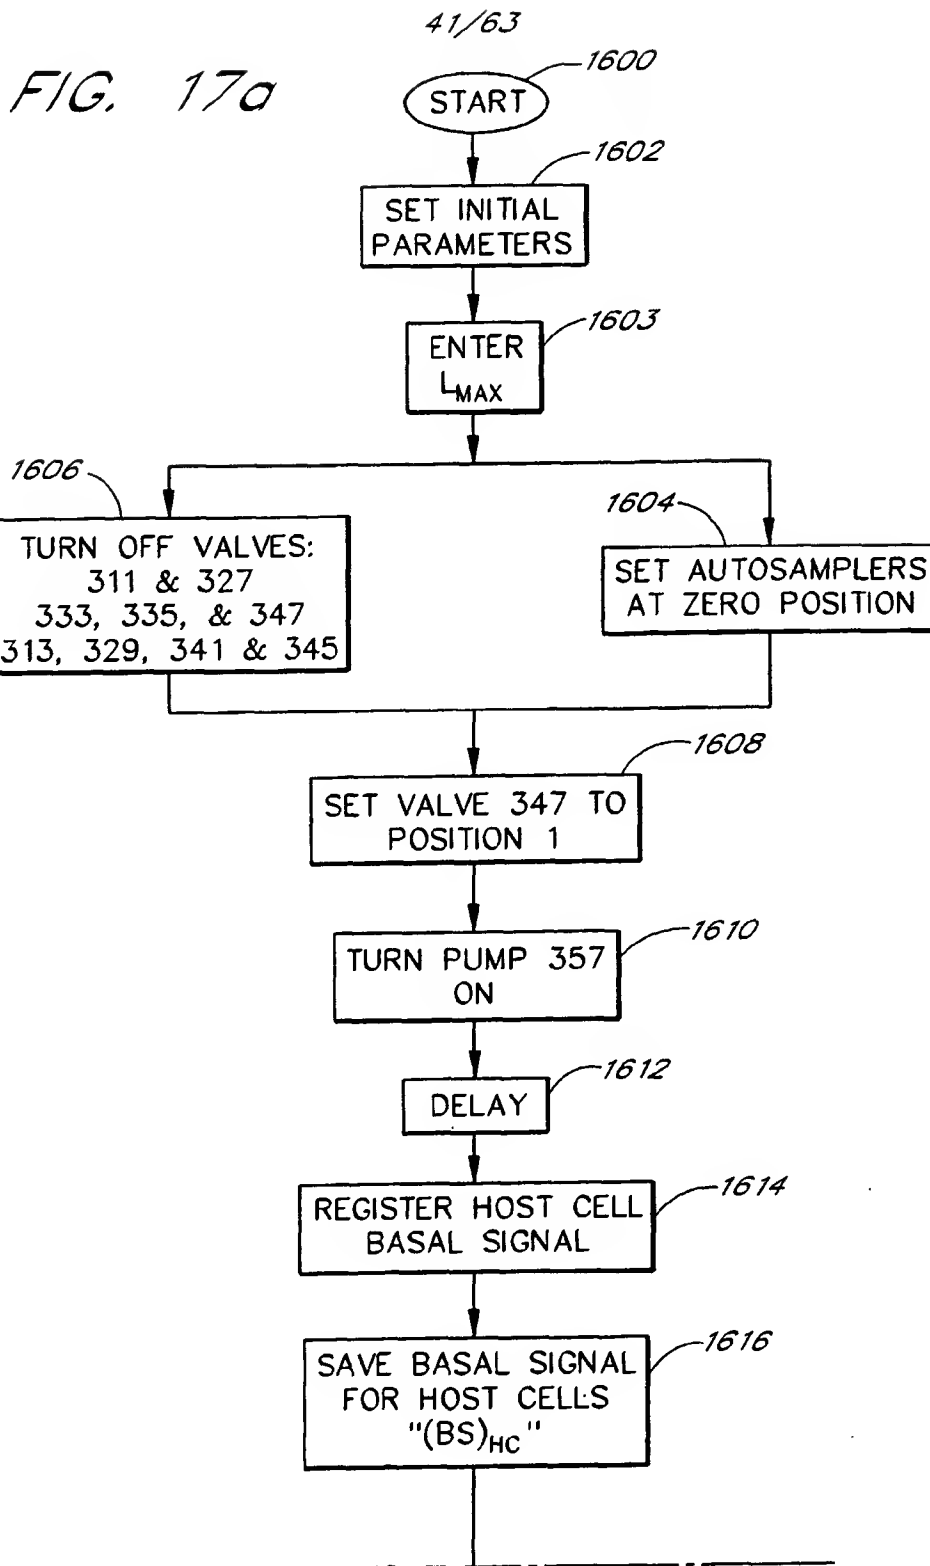 41/63
FIG. 17a
1600
START
1602
SET INITIAL
PARAMETERS
1603
ENTER
LMAX
1606
TURN OFF VALVES:
311 & 327
333, 335, & 347
313, 329, 341 & 345
1604
SET AUTOSAMPLERS
AT ZERO POSITION
1608
SET VALVE 347 TO
POSITION 1
1610
TURN PUMP 357
ON
1612
DELAY
1614
REGISTER HOST CELL
BASAL SIGNAL
1616
SAVE BASAL SIGNAL
FOR HOST CELLS
"(BS)HC"